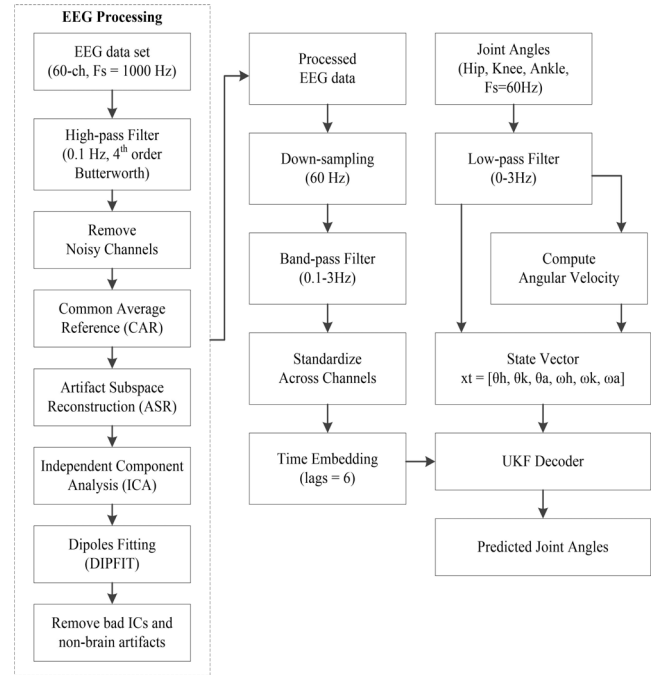 EEG Processing
EEG data set
(60-ch, Fs = 1000 Hz)
High-pass Filter
(0.1 Hz, 4th order
Butterworth)
Remove
Noisy Channels
Common Average
Reference (CAR)
Artifact Subspace
Reconstruction (ASR)
Independent Component
Analysis (ICA)
Dipoles Fitting
(DIPFIT)
Remove bad ICs and
non-brain artifacts
Processed
EEG data
Down-sampling
(60 Hz)
Band-pass Filter
(0.1-3Hz)
Standardize
Across Channels
Time Embedding
(lags = 6)
Joint Angles
(Hip, Knee, Ankle,
Fs=60Hz)
Low-pass Filter
(0-3Hz)
Compute
Angular Velocity
State Vector
xt = [θh, θk, θa, ωh, ωk, ωa]
UKF Decoder
Predicted Joint Angles